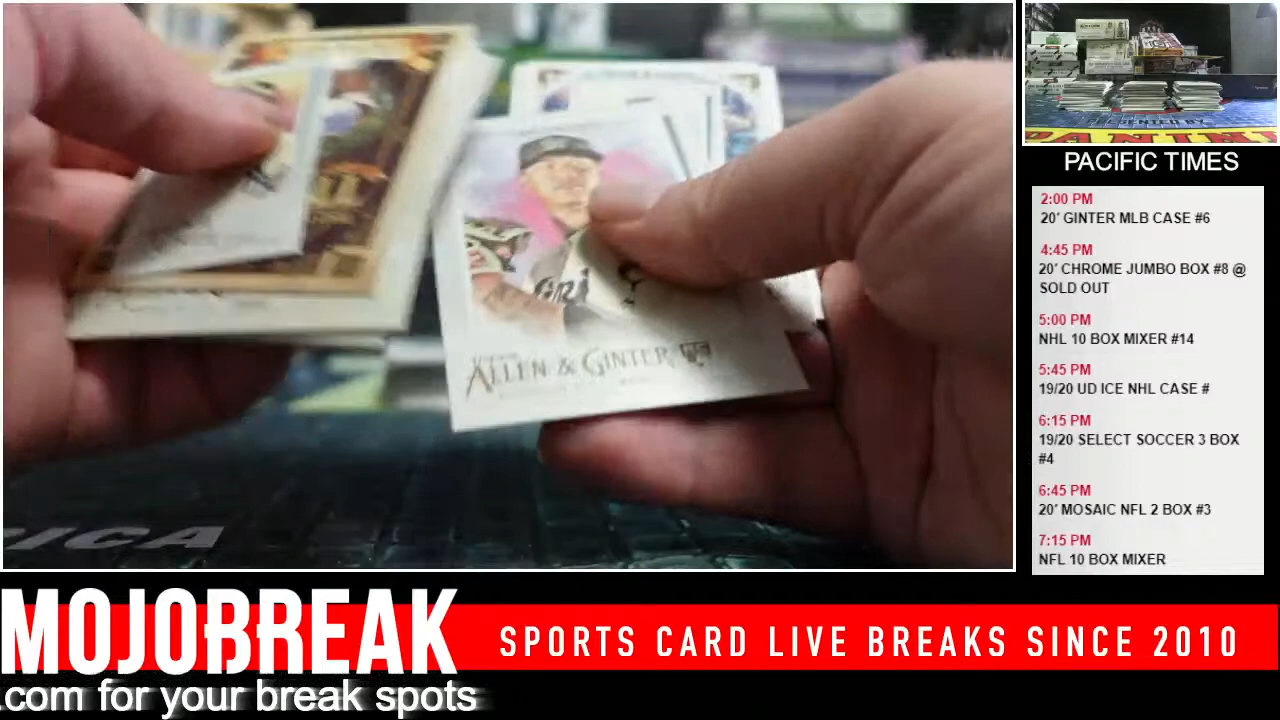 ALLEN & GINTER
RICA
PRESENTED BY
PANINI
PACIFIC TIMES
2:00 PM
20' GINTER MLB CASE #6
4:45 PM
20' CHROME JUMBO BOX #8 @
SOLD OUT
5:00 PM
NHL 10 BOX MIXER #14
5:45 PM
19/20 UD ICE NHL CASE #
6:15 PM
19/20 SELECT SOCCER 3 BOX
#4
6:45 PM
20' MOSAIC NFL 2 BOX #3
7:15 PM
NFL 10 BOX MIXER
MOJOBREAK
SPORTS CARD LIVE BREAKS SINCE 2010
.com for your break spots